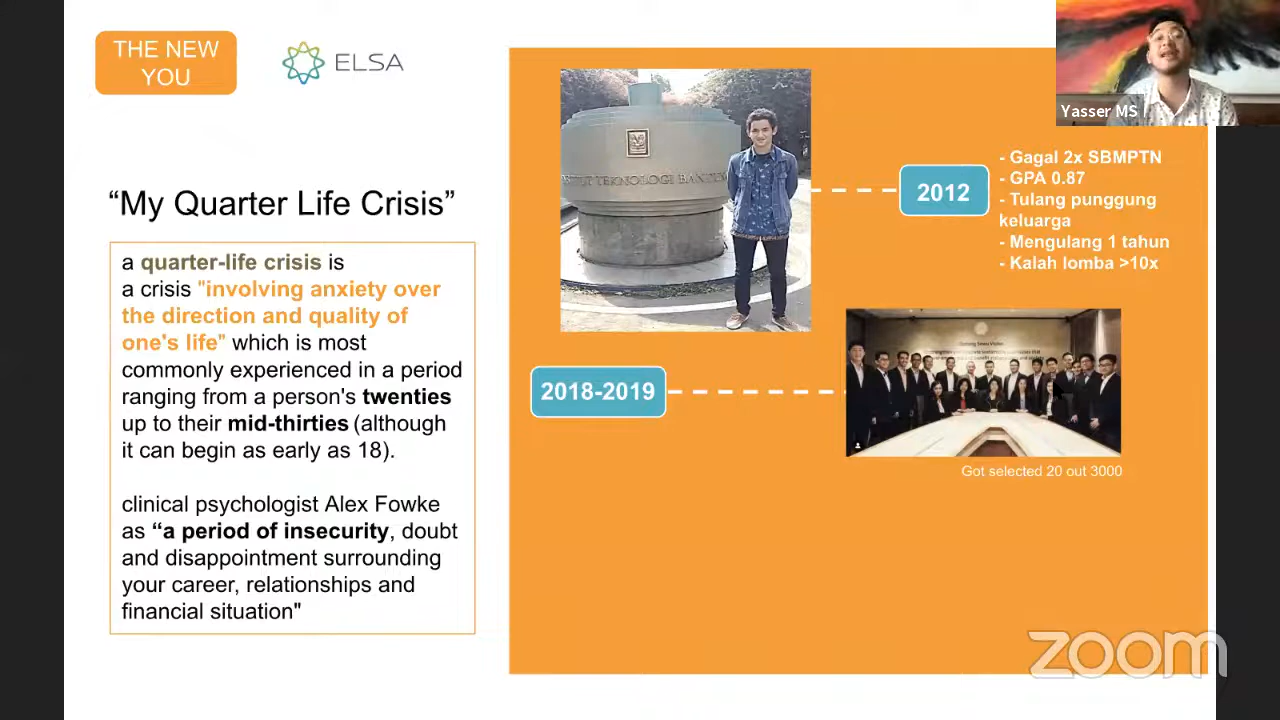 THE NEW
YOU
ELSA
“My Quarter Life Crisis”
a quarter-life crisis is
a crisis "involving anxiety over
the direction and quality of
one's life" which is most
commonly experienced in a period
ranging from a person's twenties
up to their mid-thirties (although
it can begin as early as 18).
clinical psychologist Alex Fowke
as “a period of insecurity, doubt
and disappointment surrounding
your career, relationships and
financial situation"
2012
- Gagal 2x SBMPTN
- GPA 0.87
- Tulang punggung
keluarga
- Mengulang 1 tahun
- Kalah lomba >10x
2018-2019
Got selected 20 out 3000
Yasser MS
zoom